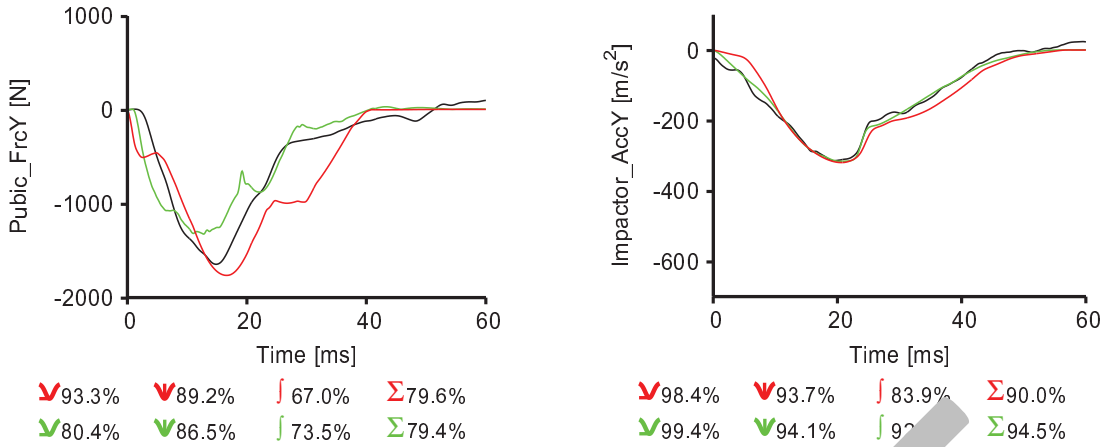 1000
0
-1000
-2000
Pubic_FrcY [N]
0 20 40 60
Time [ms]
93.3% 89.2% ∫ 67.0% Σ79.6%
80.4% 86.5% ∫ 73.5% Σ79.4%
-0
-200
-400
-600
Impactor_AccY [m/s²]
0 20 40 60
Time [ms]
98.4% 93.7% ∫ 83.9% Σ90.0%
99.4% 94.1% ∫ Σ94.5%